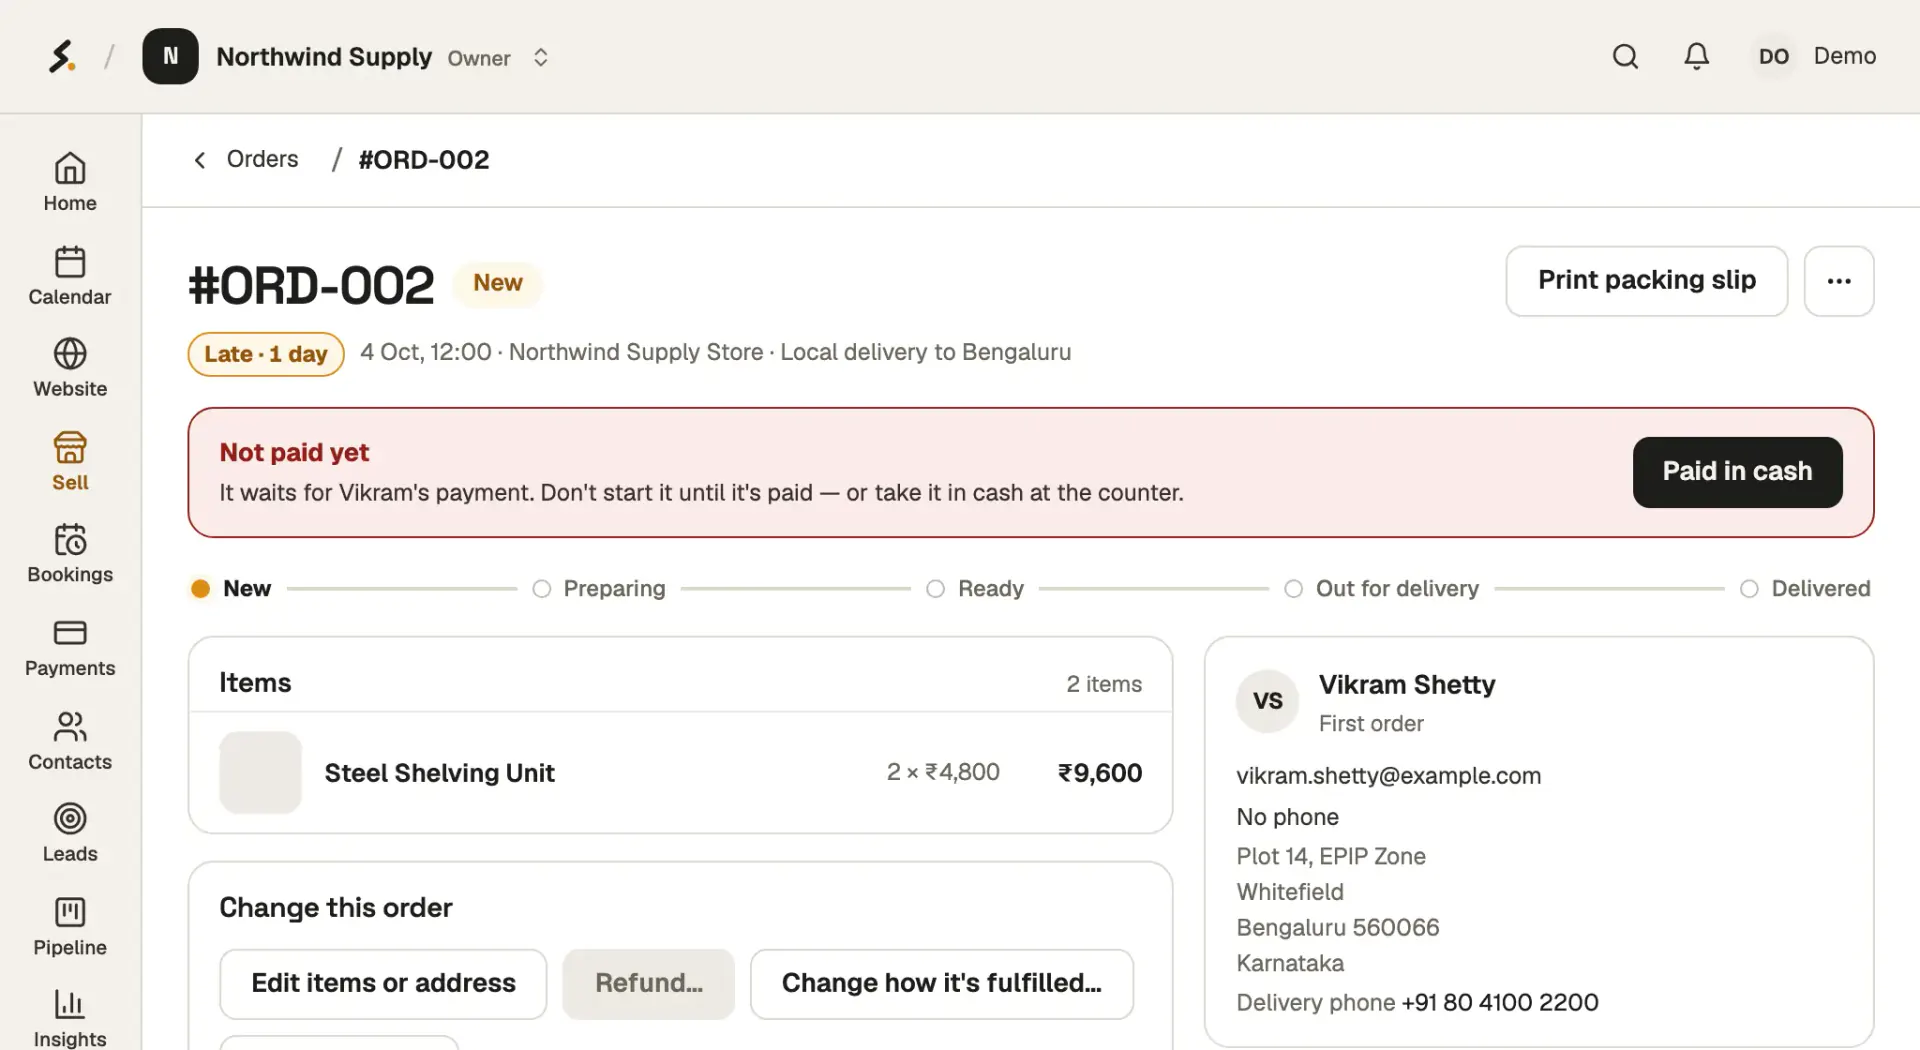 N Northwind Supply Owner
DO Demo
Home
Calendar
Website
Sell
Bookings
Payments
Contacts
Leads
Pipeline
Insights
Orders / #ORD-002
#ORD-002 New
Print packing slip
Late · 1 day 4 Oct, 12:00 · Northwind Supply Store · Local delivery to Bengaluru
Not paid yet
It waits for Vikram's payment. Don't start it until it's paid — or take it in cash at the counter.
Paid in cash
New Preparing Ready Out for delivery Delivered
Items 2 items
Steel Shelving Unit 2 × ₹4,800 ₹9,600
Change this order
Edit items or address Refund... Change how it's fulfilled...
VS Vikram Shetty
First order
vikram.shetty@example.com
No phone
Plot 14, EPIP Zone
Whitefield
Bengaluru 560066
Karnataka
Delivery phone +91 80 4100 2200